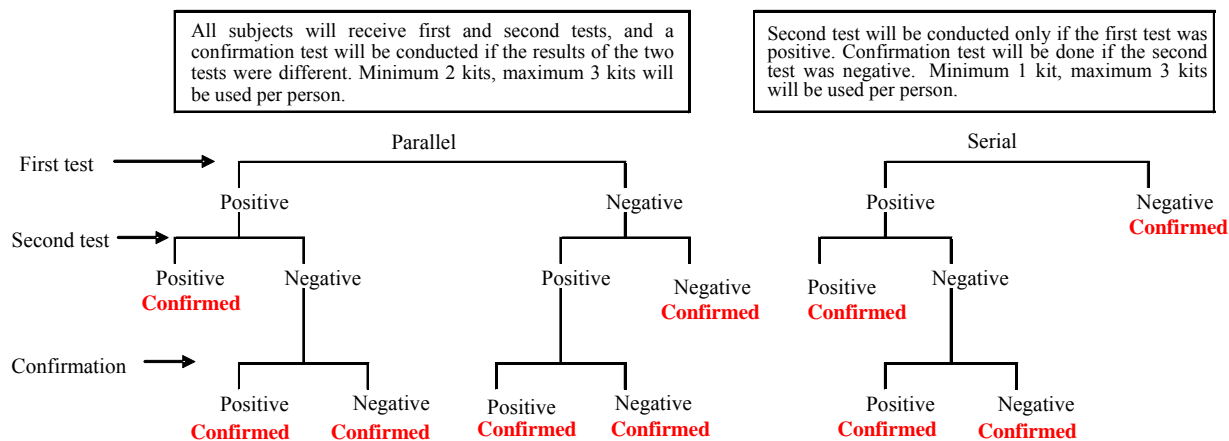 All subjects will receive first and second tests, and a
confirmation test will be conducted if the results of the two
tests were different. Minimum 2 kits, maximum 3 kits will
be used per person.
Second test will be conducted only if the first test was
positive. Confirmation test will be done if the second
test was negative. Minimum 1 kit, maximum 3 kits
will be used per person.
First test
Parallel
Serial
Positive
Negative
Positive
Negative
Confirmed
Second test
Positive
Confirmed
Negative
Positive
Negative
Confirmed
Positive
Confirmed
Negative
Confirmation
Positive
Confirmed
Negative
Confirmed
Positive
Confirmed
Negative
Confirmed
Positive
Confirmed
Negative
Confirmed